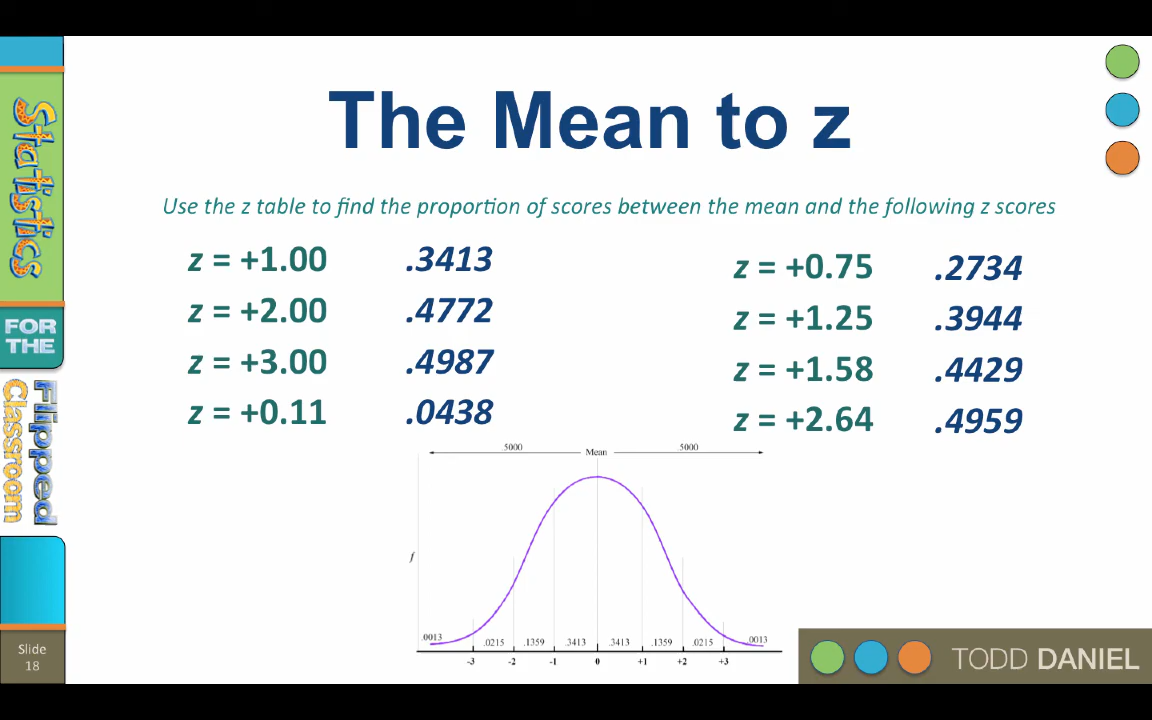 The Mean to z
Use the z table to find the proportion of scores between the mean and the following z scores
z = +1.00 .3413
z = +2.00 .4772
z = +3.00 .4987
z = +0.11 .0438
z = +0.75 .2734
z = +1.25 .3944
z = +1.58 .4429
z = +2.64 .4959
.5000 Mean .5000
f
.0013 .0215 .1359 .3413 .3413 .1359 .0215 .0013
-3 -2 -1 0 +1 +2 +3
Statistics
FOR
THE
Flipped
Classroom
Slide
18
TODD DANIEL